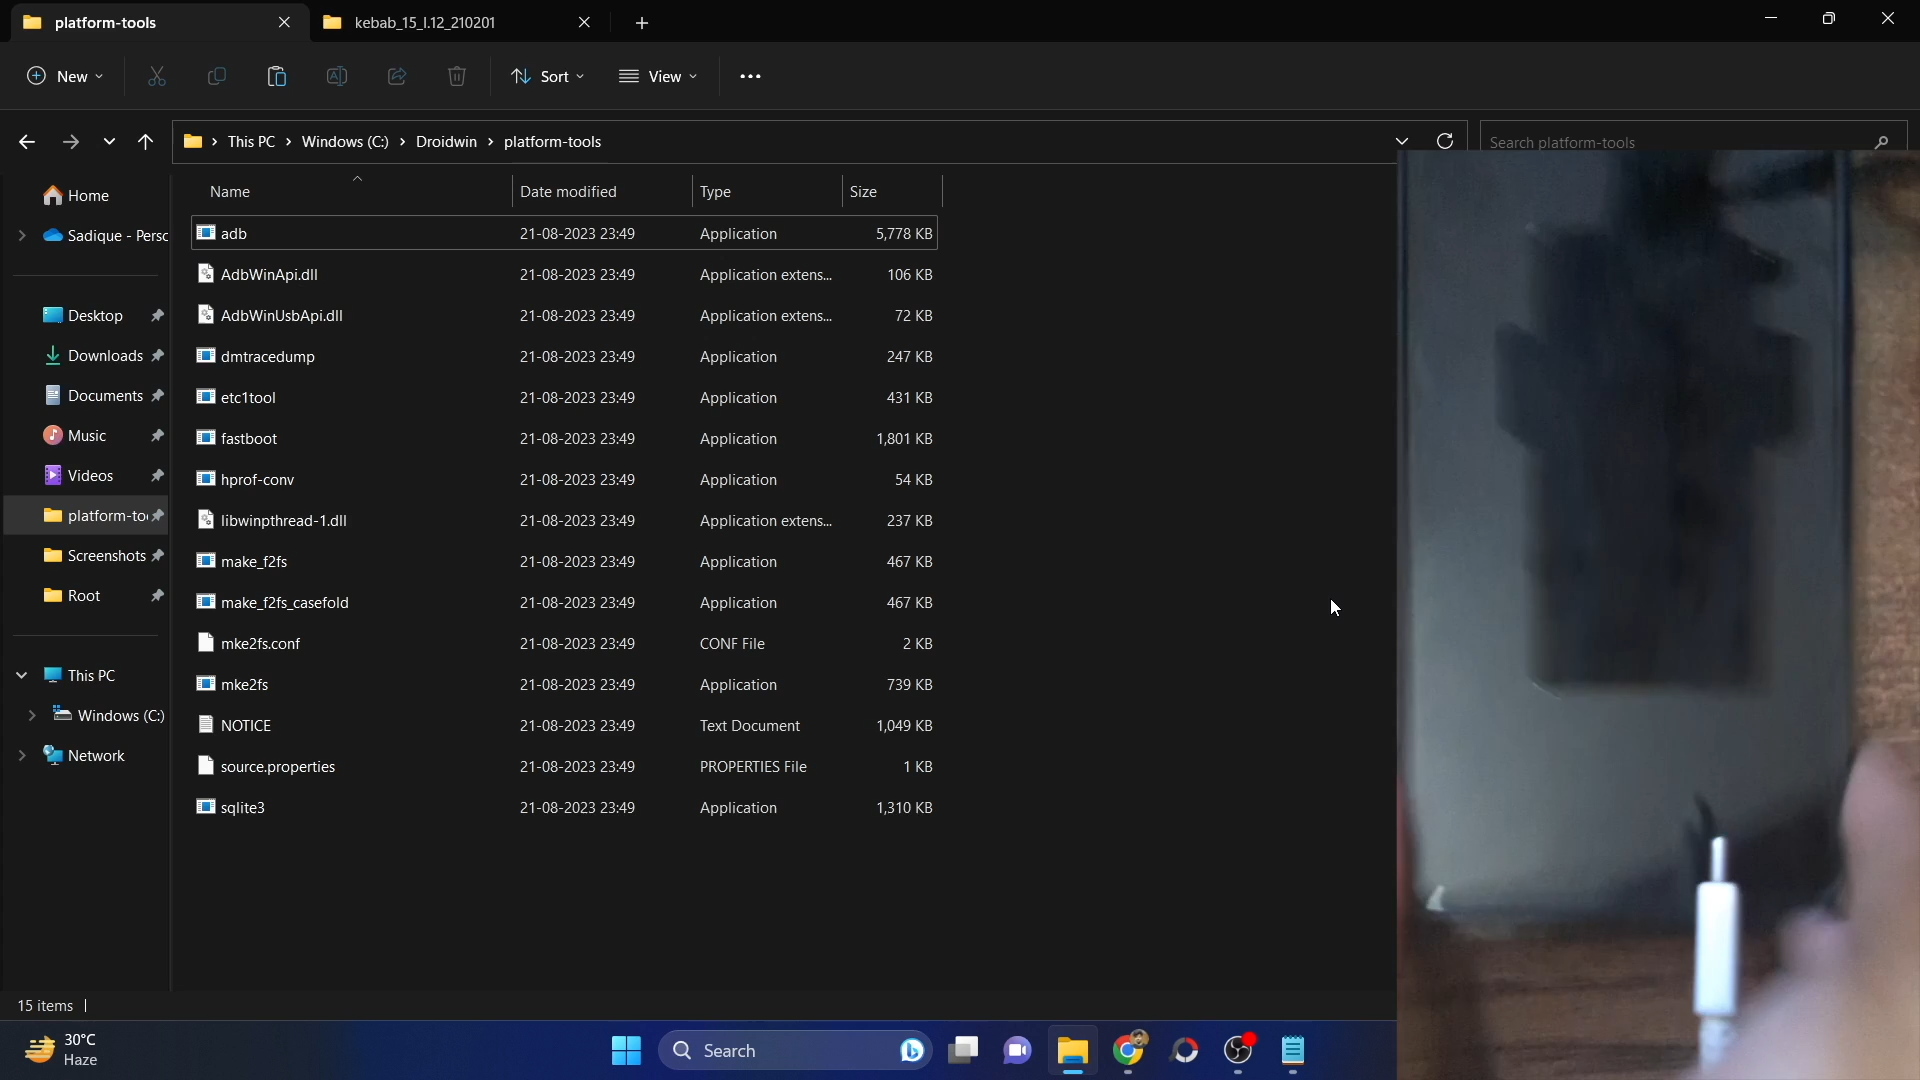 platform-tools
kebab_15_I.12_210201
New
Sort
View
This PC > Windows (C:) > Droidwin > platform-tools
Search platform-tools
Name Date modified Type Size
Home
Sadique - Perso
Desktop
Downloads
Documents
Music
Videos
platform-too
Screenshots
Root
This PC
Windows (C:)
Network
adb 21-08-2023 23:49 Application 5,778 KB
AdbWinApi.dll 21-08-2023 23:49 Application extens... 106 KB
AdbWinUsbApi.dll 21-08-2023 23:49 Application extens... 72 KB
dmtracedump 21-08-2023 23:49 Application 247 KB
etc1tool 21-08-2023 23:49 Application 431 KB
fastboot 21-08-2023 23:49 Application 1,801 KB
hprof-conv 21-08-2023 23:49 Application 54 KB
libwinpthread-1.dll 21-08-2023 23:49 Application extens... 237 KB
make_f2fs 21-08-2023 23:49 Application 467 KB
make_f2fs_casefold 21-08-2023 23:49 Application 467 KB
mke2fs.conf 21-08-2023 23:49 CONF File 2 KB
mke2fs 21-08-2023 23:49 Application 739 KB
NOTICE 21-08-2023 23:49 Text Document 1,049 KB
source.properties 21-08-2023 23:49 PROPERTIES File 1 KB
sqlite3 21-08-2023 23:49 Application 1,310 KB
15 items
30°C
Haze
Search